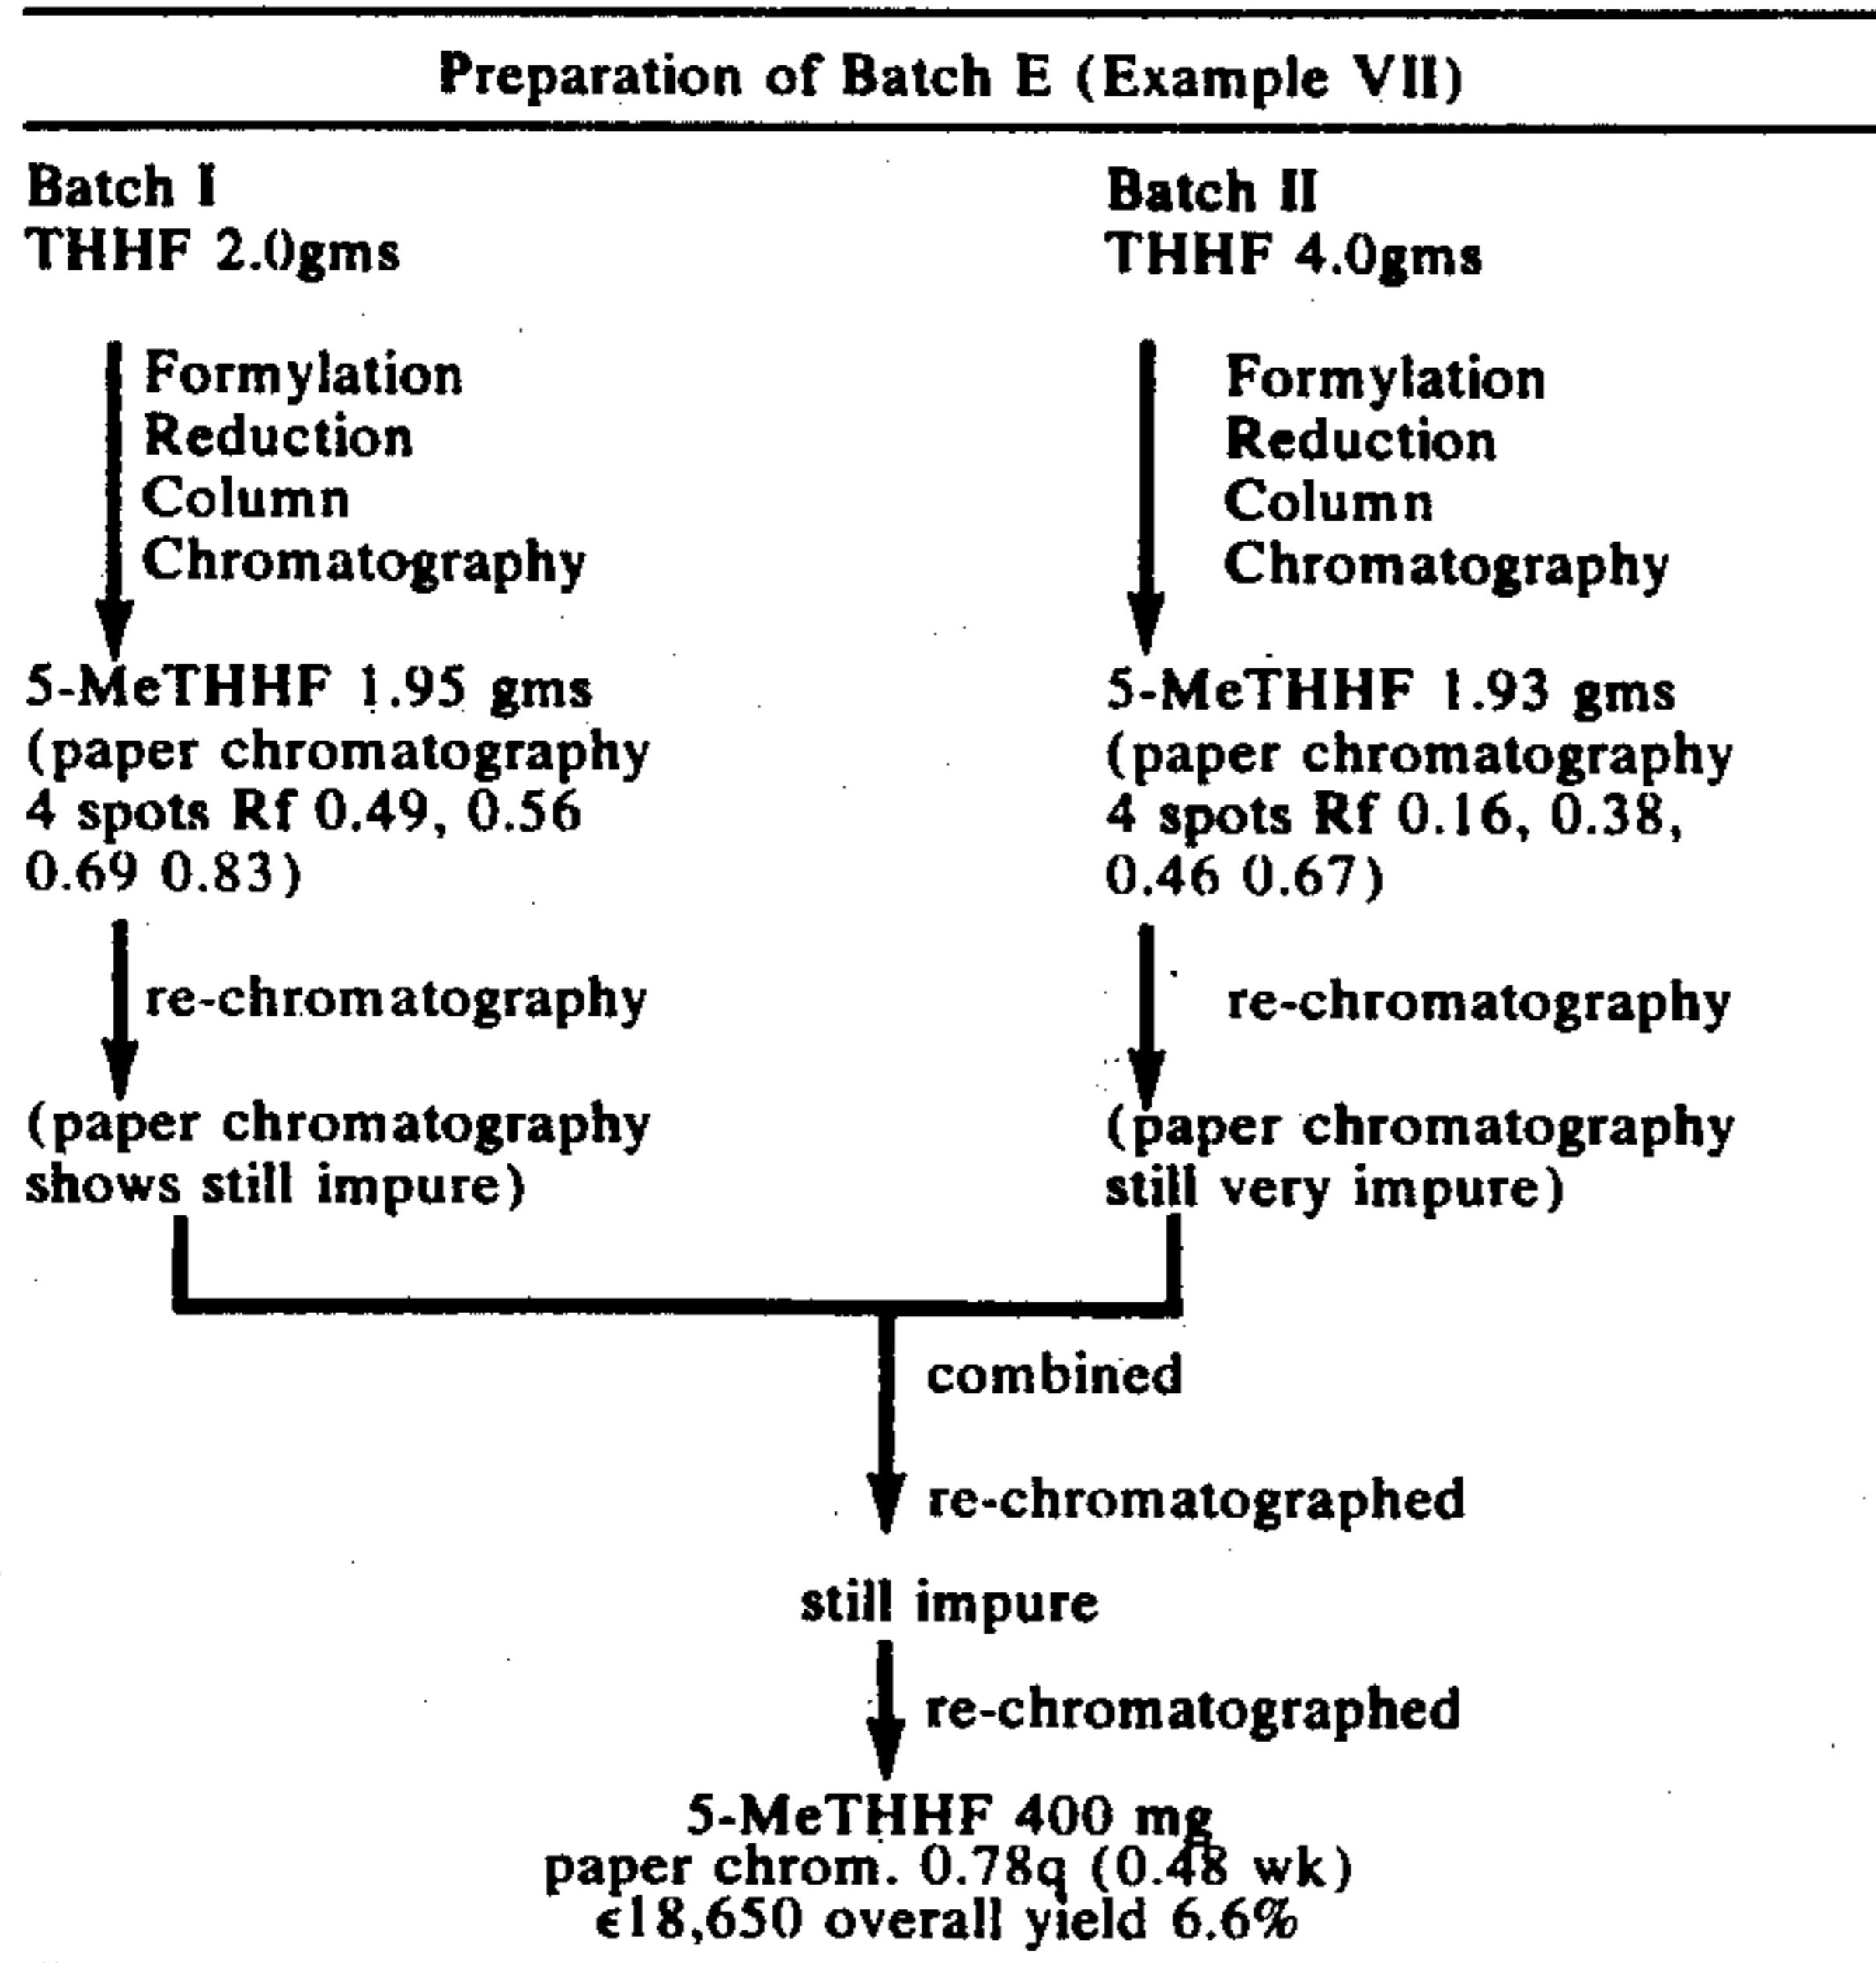 Preparation of Batch E (Example VII)
Batch I
THHF 2.0gms
Formylation
Reduction
Column
Chromatography
5-MeTHHF 1.95 gms
(paper chromatography
4 spots Rf 0.49, 0.56
0.69 0.83)
re-chromatography
(paper chromatography
shows still impure)
Batch II
THHF 4.0gms
Formylation
Reduction
Column
Chromatography
5-MeTHHF 1.93 gms
(paper chromatography
4 spots Rf 0.16, 0.38,
0.46 0.67)
re-chromatography
(paper chromatography
still very impure)
combined
re-chromatographed
still impure
re-chromatographed
5-MeTHHF 400 mg
paper chrom. 0.78q (0.48 wk)
ϵ18,650 overall yield 6.6%